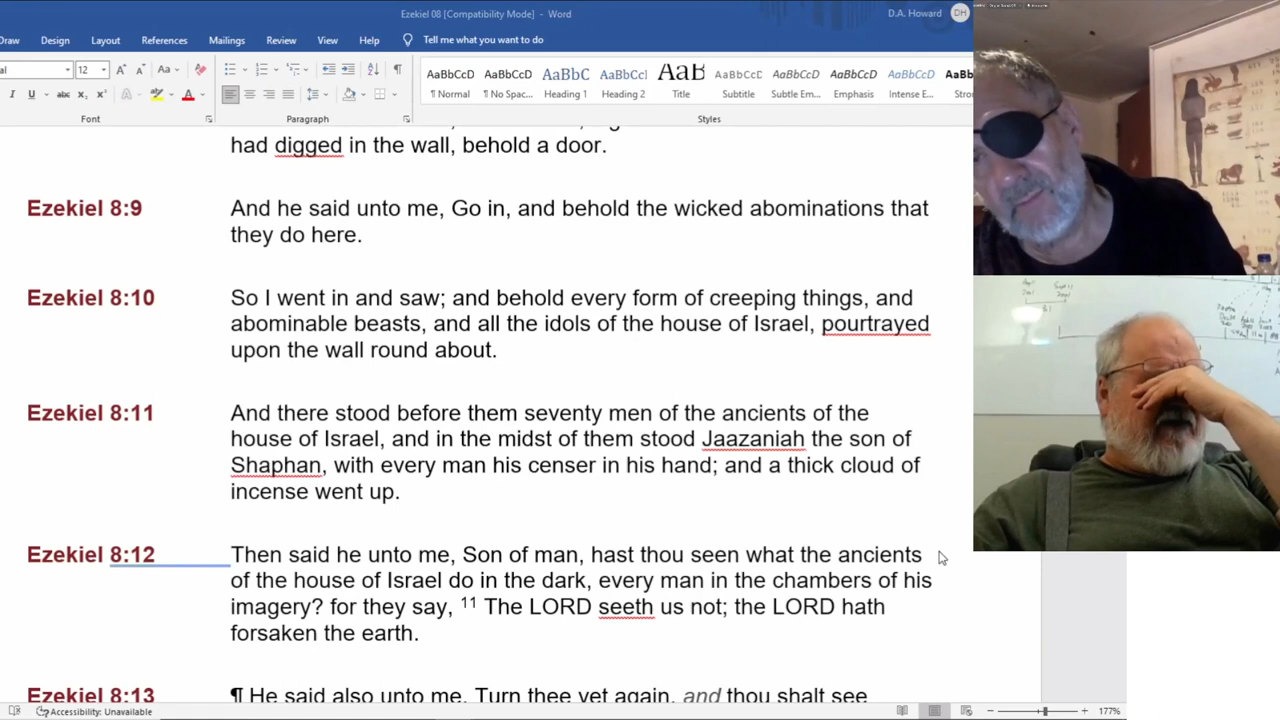 Ezekiel 08 [Compatibility Mode] – Word
D.A. Howard DH
Draw Design Layout References Mailings Review View Help Tell me what you want to do
12 Aa
Font Paragraph Styles
AaBbCcD AaBbCcD AaBbC AaBbCcI AaB AaBbCcD AaBbCcD AaBbCcD AaBbCcD
¶ Normal ¶ No Spac... Heading 1 Heading 2 Title Subtitle Subtle Em... Emphasis Intense E...
had digged in the wall, behold a door.
Ezekiel 8:9 And he said unto me, Go in, and behold the wicked abominations that
they do here.
Ezekiel 8:10 So I went in and saw; and behold every form of creeping things, and
abominable beasts, and all the idols of the house of Israel, pourtrayed
upon the wall round about.
Ezekiel 8:11 And there stood before them seventy men of the ancients of the
house of Israel, and in the midst of them stood Jaazaniah the son of
Shaphan, with every man his censer in his hand; and a thick cloud of
incense went up.
Ezekiel 8:12 Then said he unto me, Son of man, hast thou seen what the ancients
of the house of Israel do in the dark, every man in the chambers of his
imagery? for they say, 11 The LORD seeth us not; the LORD hath
forsaken the earth.
Ezekiel 8:13 ¶ He said also unto me, Turn thee yet again, and thou shalt see
Accessibility: Unavailable 177%